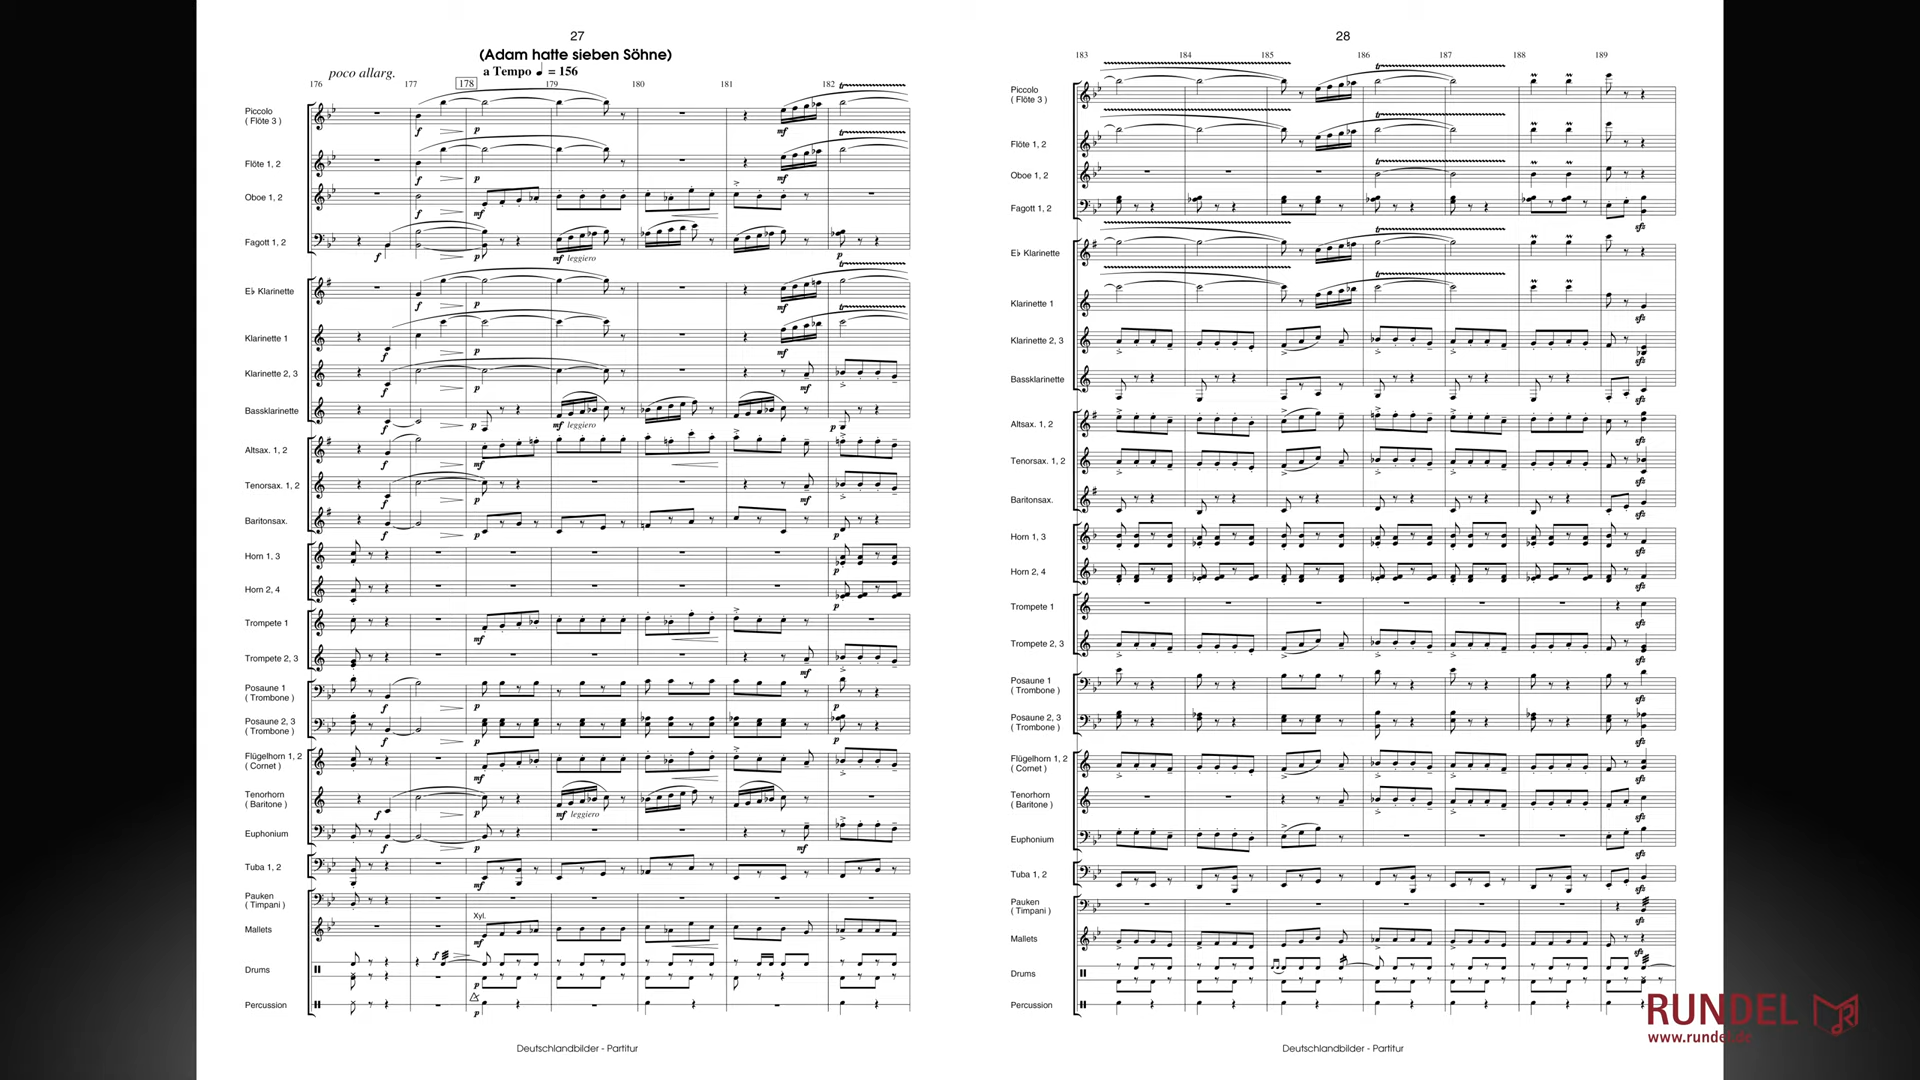 27
(Adam hatte sieben Söhne)
poco allarg.
a Tempo ♩ = 156
176 177 178 179 180 181 182
Piccolo
( Flöte 3 )
Flöte 1, 2
Oboe 1, 2
Fagott 1, 2
leggiero
E♭ Klarinette
Klarinette 1
Klarinette 2, 3
Bassklarinette
leggiero
Altsax. 1, 2
Tenorsax. 1, 2
Baritonsax.
Horn 1, 3
Horn 2, 4
Trompete 1
Trompete 2, 3
Posaune 1
( Trombone )
Posaune 2, 3
( Trombone )
Flügelhorn 1, 2
( Cornet )
Tenorhorn
( Baritone )
leggiero
Euphonium
Tuba 1, 2
Pauken
( Timpani )
Xyl.
Mallets
Drums
Percussion
Deutschlandbilder - Partitur
28
183 184 185 186 187 188 189
Piccolo
( Flöte 3 )
Flöte 1, 2
Oboe 1, 2
Fagott 1, 2
E♭ Klarinette
Klarinette 1
Klarinette 2, 3
Bassklarinette
Altsax. 1, 2
Tenorsax. 1, 2
Baritonsax.
Horn 1, 3
Horn 2, 4
Trompete 1
Trompete 2, 3
Posaune 1
( Trombone )
Posaune 2, 3
( Trombone )
Flügelhorn 1, 2
( Cornet )
Tenorhorn
( Baritone )
Euphonium
Tuba 1, 2
Pauken
( Timpani )
Mallets
Drums
Percussion
Deutschlandbilder - Partitur
RUNDEL
www.rundel.de